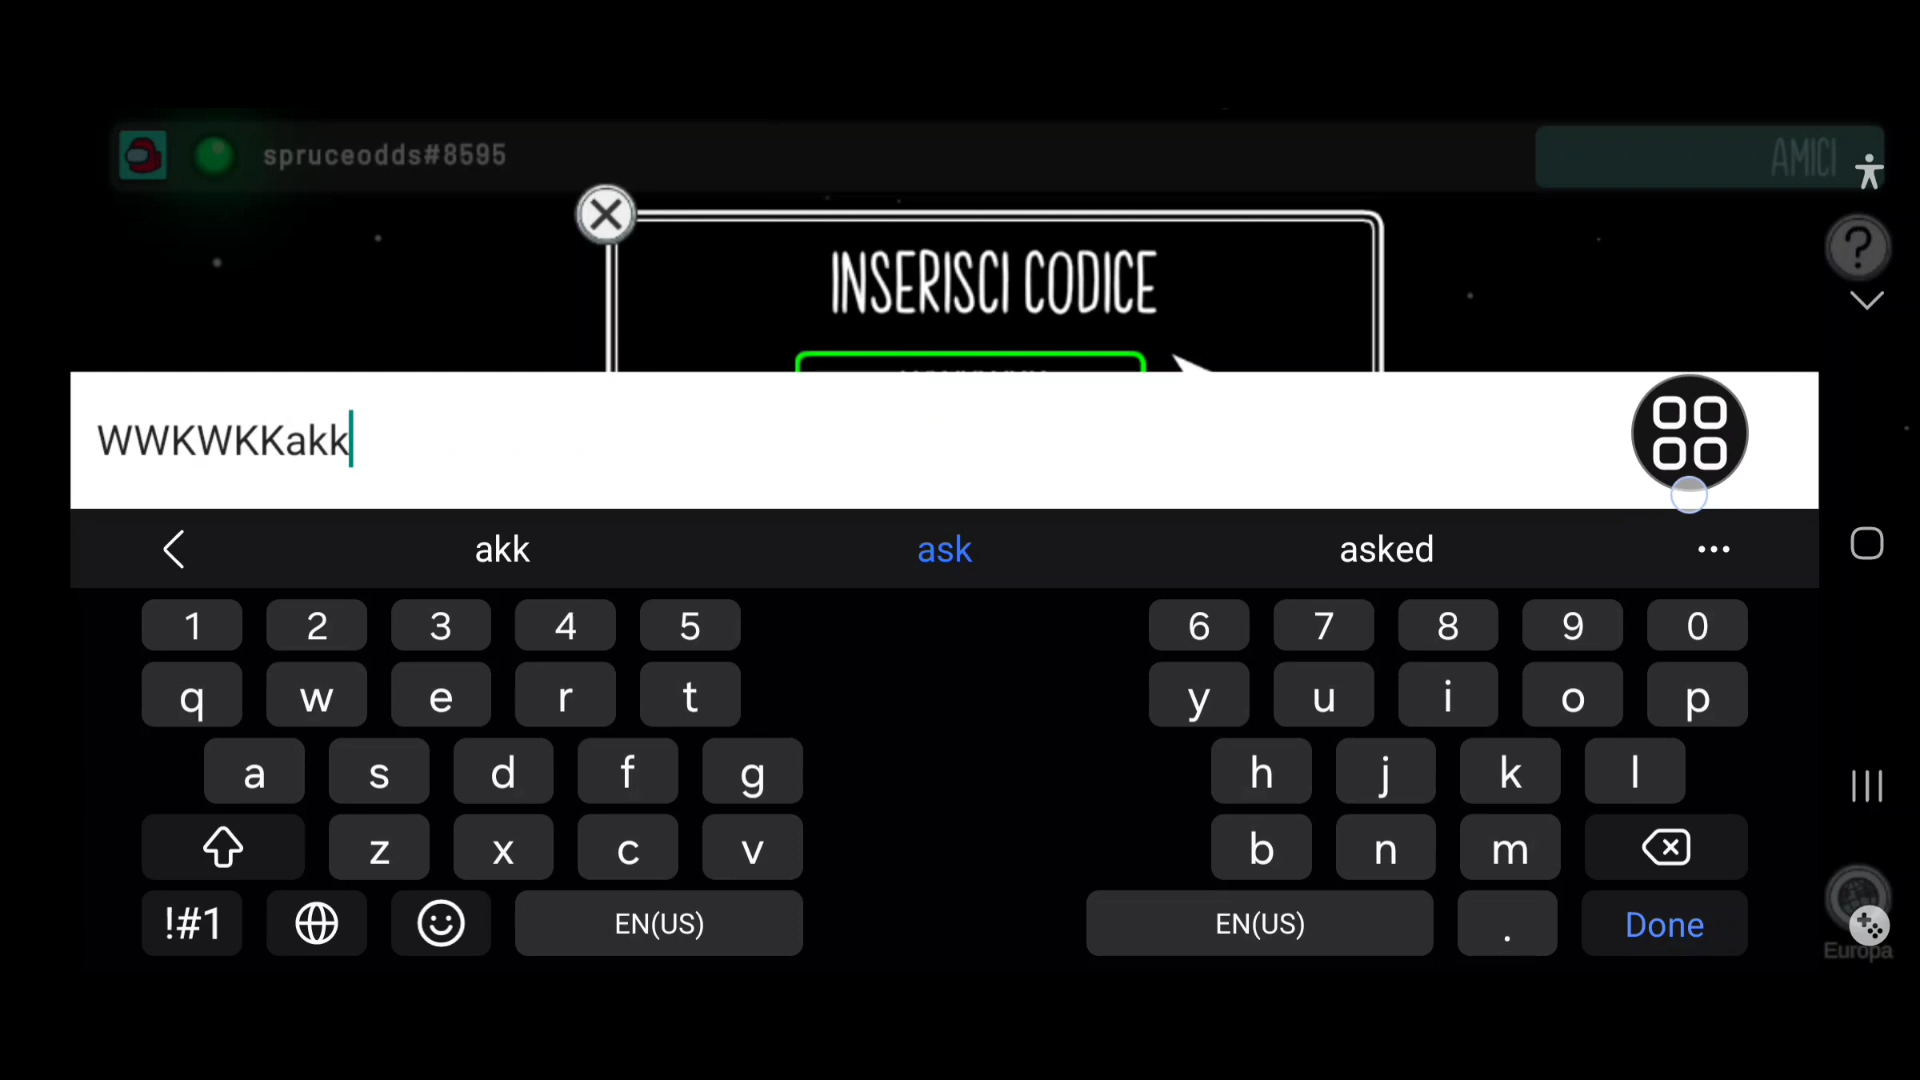 spruceodds#8595
AMICI
INSERISCI CODICE
?
WWKWKKakk
akk ask asked ...
1 2 3 4 5 6 7 8 9 0
q w e r t y u i o p
a s d f g h j k l
z x c v b n m
!#1 EN(US) EN(US) . Done
Europa